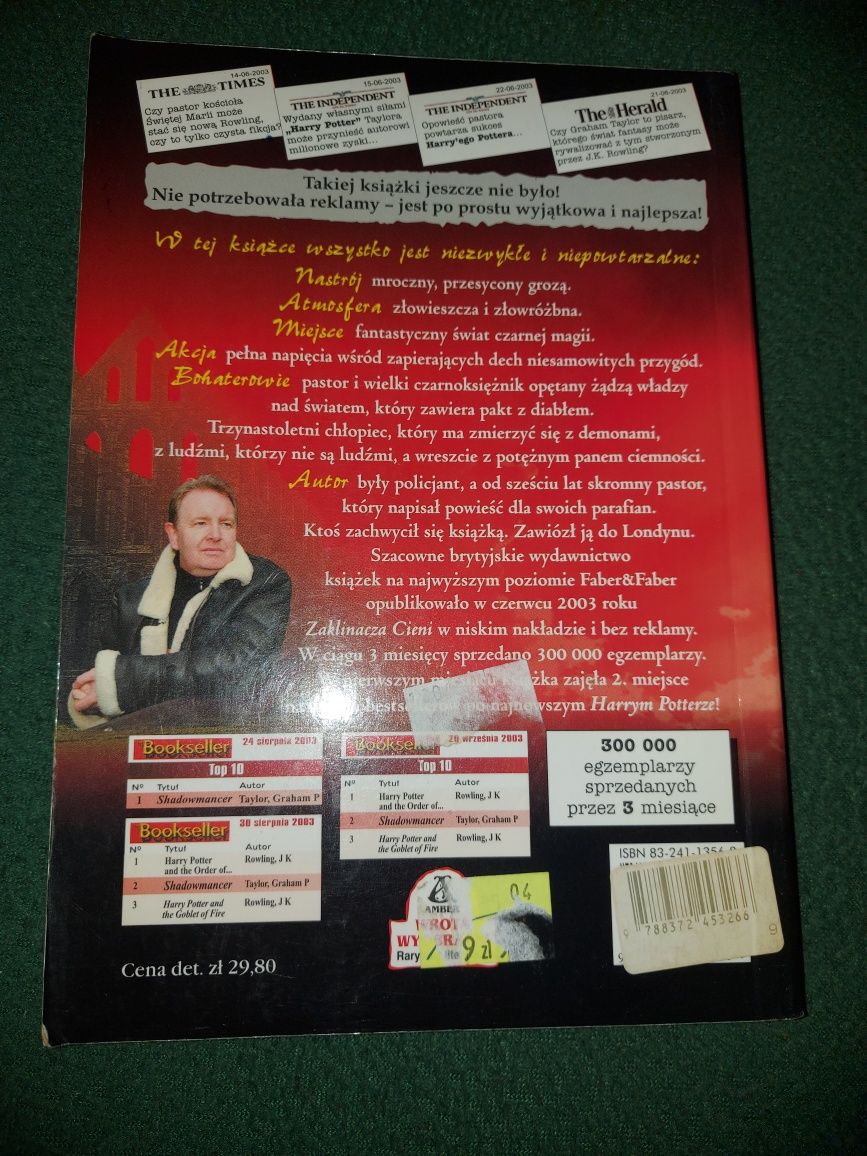 14-06-2003
THE TIMES
Czy pastor kościoła
Świętej Marii może
stać się nową Rowling,
czy to tylko czysta fikcja?
15-06-2003
THE INDEPENDENT
Wydany własnymi siłami
„Harry Potter" Taylora
może przynieść autorowi
milionowe zyski...
22-06-2003
THE INDEPENDENT
Opowieść pastora
powtarza sukces
Harry'ego Pottera...
21-06-2003
The Herald
Czy Graham Taylor to pisarz,
którego świat fantasy może
rywalizować z tym stworzonym
przez J.K. Rowling?
Takiej książki jeszcze nie było!
Nie potrzebowała reklamy – jest po prostu wyjątkowa i najlepsza!
W tej książce wszystko jest niezwykłe i niepowtarzalne:
Nastrój mroczny, przesycony grozą.
Atmosfera złowieszcza i złowróżbna.
Miejsce fantastyczny świat czarnej magii.
Akcja pełna napięcia wśród zapierających dech niesamowitych przygód.
Bohaterowie pastor i wielki czarnoksiężnik opętany żądzą władzy
nad światem, który zawiera pakt z diabłem.
Trzynastoletni chłopiec, który ma zmierzyć się z demonami,
z ludźmi, którzy nie są ludźmi, a wreszcie z potężnym panem ciemności.
Autor były policjant, a od sześciu lat skromny pastor,
który napisał powieść dla swoich parafian.
Ktoś zachwycił się książką. Zawiózł ją do Londynu.
Szacowne brytyjskie wydawnictwo
książek na najwyższym poziomie Faber&Faber
opublikowało w czerwcu 2003 roku
Zaklinacza Cieni w niskim nakładzie i bez reklamy.
W ciągu 3 miesięcy sprzedano 300 000 egzemplarzy.
pierwszym zajęła 2. miejsce
po najnowszym Harrym Potterze!
Bookseller 24 sierpnia 2003
Top 10
Nº Tytuł Autor
1 Shadowmancer Taylor, Graham P
Bookseller 30 sierpnia 2003
Nº Tytuł Autor
1 Harry Potter Rowling, J K
and the Order of...
2 Shadowmancer Taylor, Graham P
3 Harry Potter and Rowling, J K
the Goblet of Fire
Bookseller września 2003
Top 10
Nº Tytuł Autor
1 Harry Potter Rowling, J K
and the Order of...
2 Shadowmancer Taylor, Graham P
3 Harry Potter and Rowling, J K
the Goblet of Fire
300 000
egzemplarzy
sprzedanych
przez 3 miesiące
ISBN 83-241-1356
9 788372 453266
9
AMBER
WROTA
04
9 zł
Cena det. zł 29,80